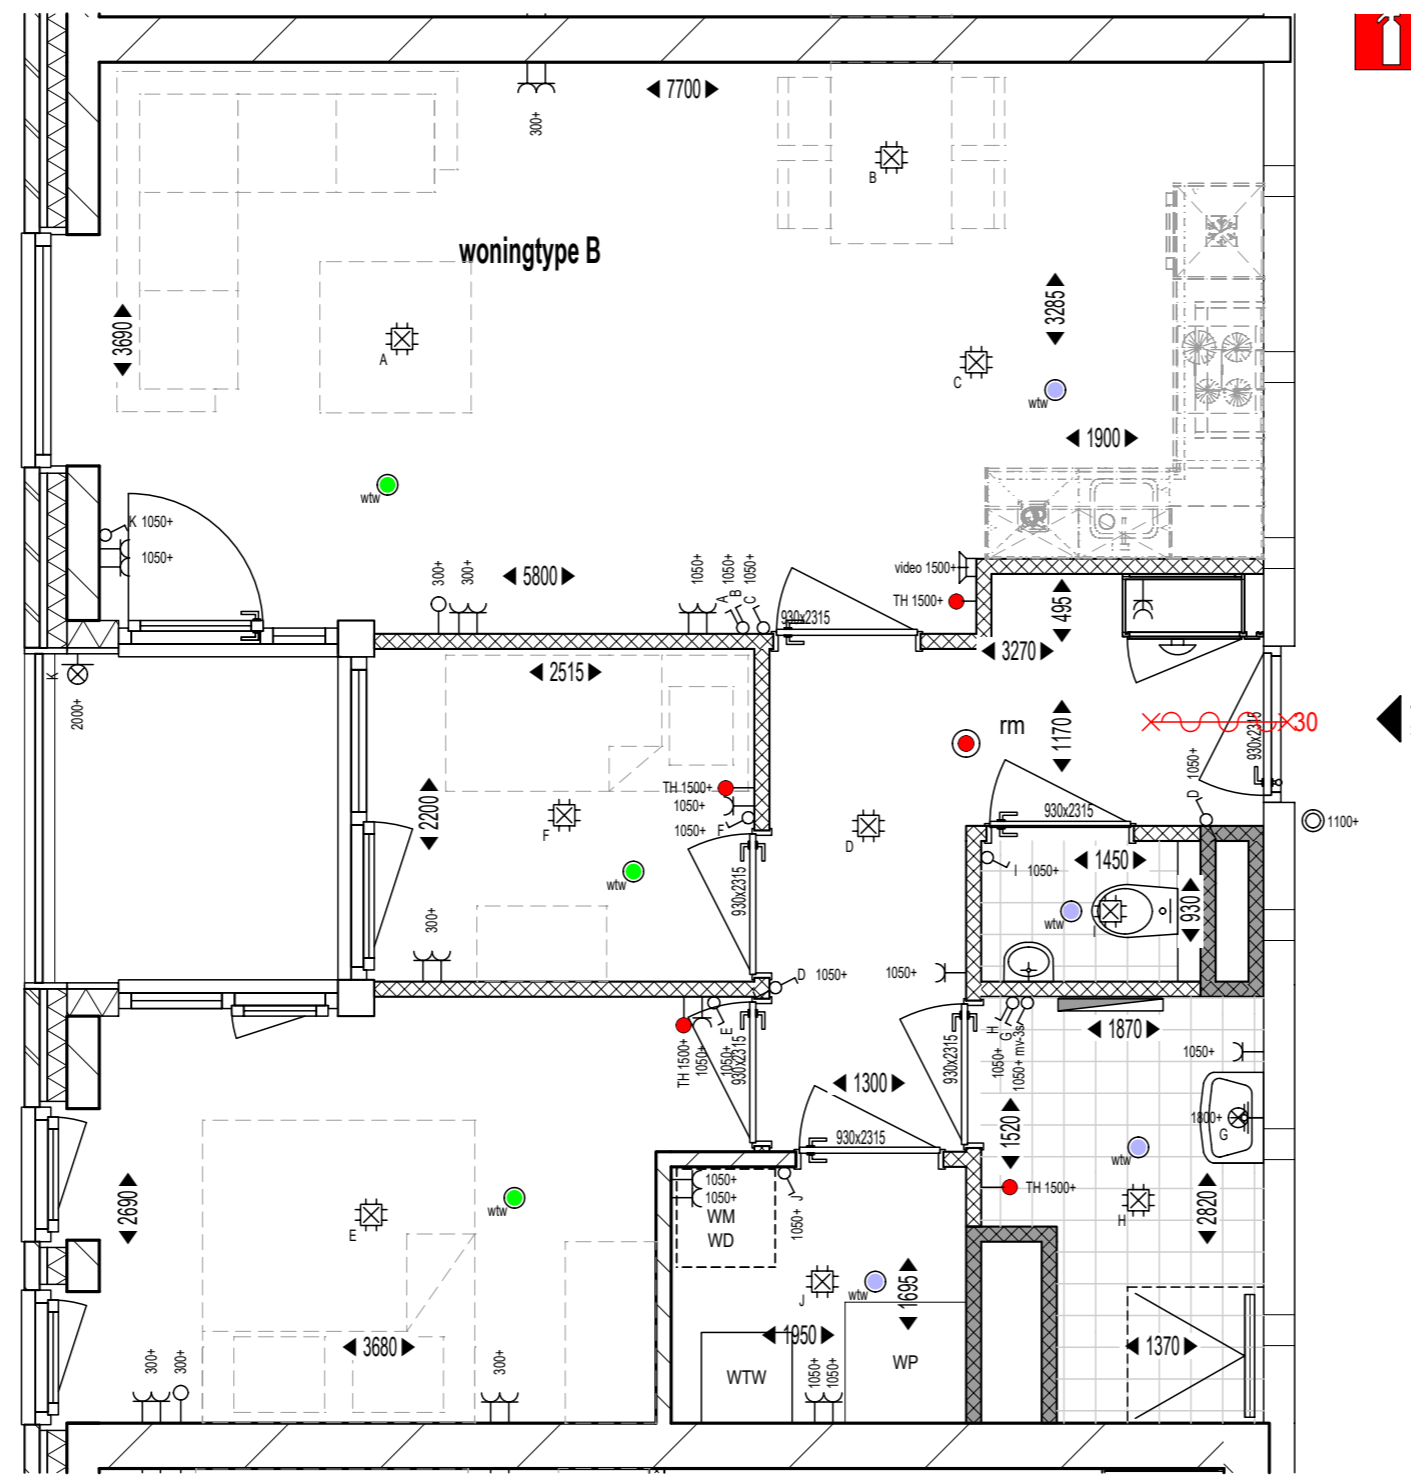 7700
300+
B
woningtype B
3690
3285
A
C
wtw
1900
wtw
K 1050+
1050+
300+
300+
5800
1050+
1050+
1050+
A
B
C
video 1500+
TH 1500+
930x2315
495
3270
K
2000+
2515
rm
1170
30
930x2315
1050+
D
TH 1500+
1050+
1050+ F
2200
F
D
930x2315
1100+
I 1050+
1450
wtw
930x2315
wtw
I
930
300+
D 1050+
1050+
TH 1500+
1050+
1050+
E
930x2315
H
G
1050+
1050+ mv-3s
1870
1050+
930x2315
1300
930x2315
1520
1800+
G
wtw
1050+
1050+
WM
WD
1050+
J
TH 1500+
H
2820
2690
E
wtw
J
wtw
1695
1950
WTW
WP
1050+
1050+
3680
300+
300+
300+
1370